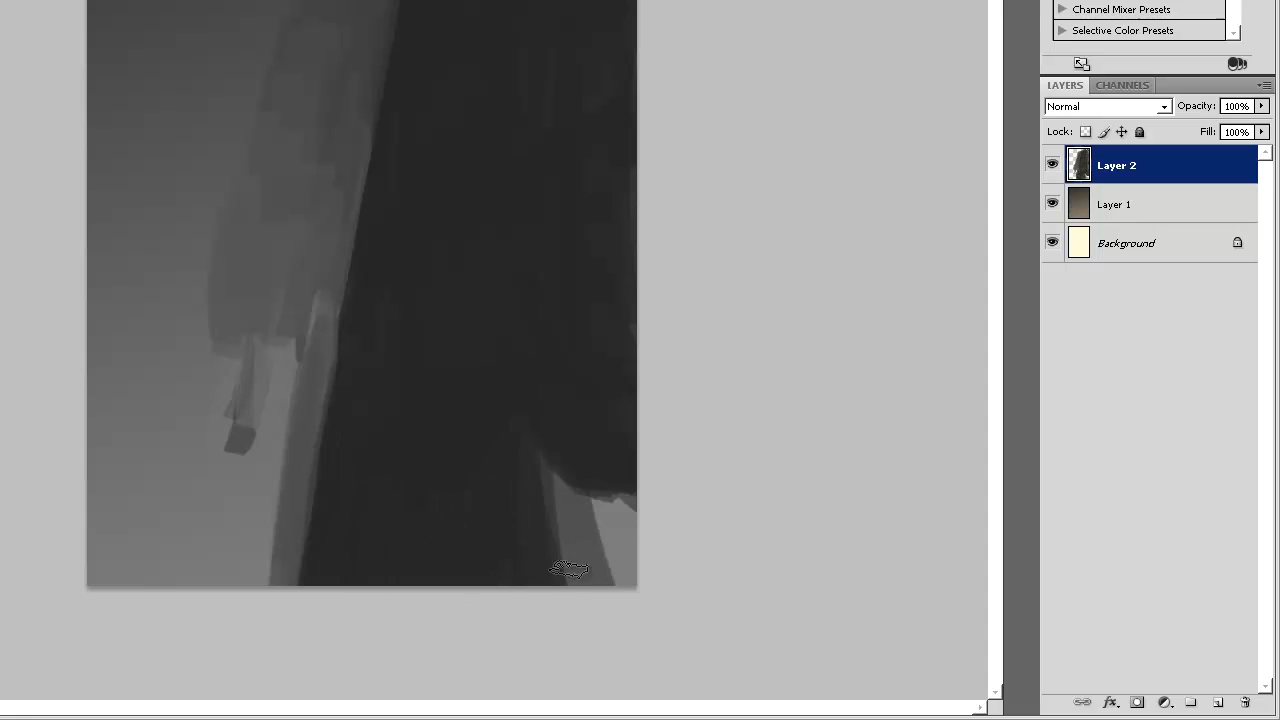 Channel Mixer Presets
Selective Color Presets
LAYERS CHANNELS
Normal Opacity: 100%
Lock: Fill: 100%
Layer 2
Layer 1
Background
fx.